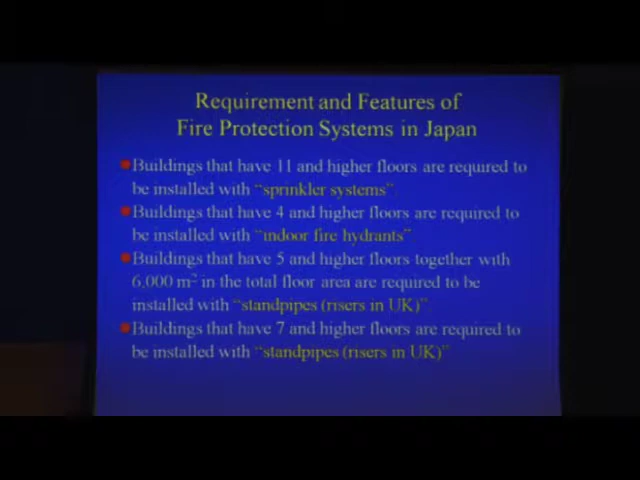 Requirement and Features of
Fire Protection Systems in Japan
Buildings that have 11 and higher floors are required to
be installed with “sprinkler systems”.
Buildings that have 4 and higher floors are required to
be installed with “indoor fire hydrants”
Buildings that have 5 and higher floors together with
6,000 m² in the total floor area are required to be
installed with “standpipes (risers in UK)”
Buildings that have 7 and higher floors are required to
be installed with “standpipes (risers in UK)”